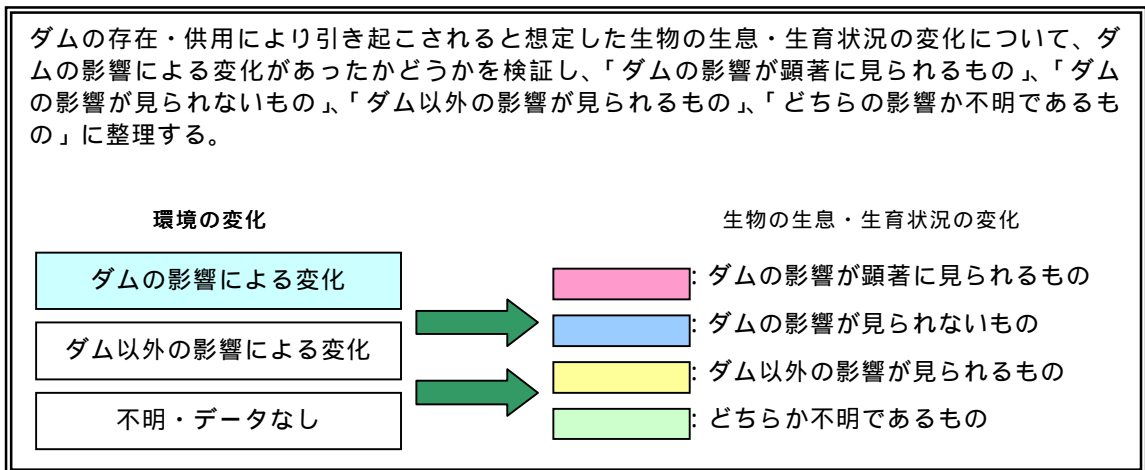 ダムの存在・供用により引き起こされると想定した生物の生息・生育状況の変化について、ダ
ムの影響による変化があったかどうかを検証し、「ダムの影響が顕著に見られるもの」、「ダム
の影響が見られないもの」、「ダム以外の影響が見られるもの」、「どちらの影響か不明であるも
の」に整理する。
環境の変化
ダムの影響による変化
ダム以外の影響による変化
不明・データなし
生物の生息・生育状況の変化
: ダムの影響が顕著に見られるもの
: ダムの影響が見られないもの
: ダム以外の影響が見られるもの
: どちらか不明であるもの